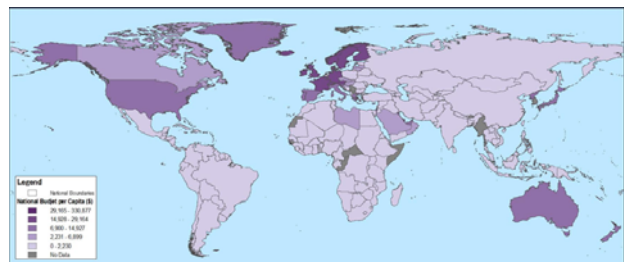 Legend
National Boundaries
National Budjet per Capita ($)
29,165 - 330,877
14,928 - 29,164
6,900 - 14,927
2,231 - 6,899
0 - 2,230
No Data